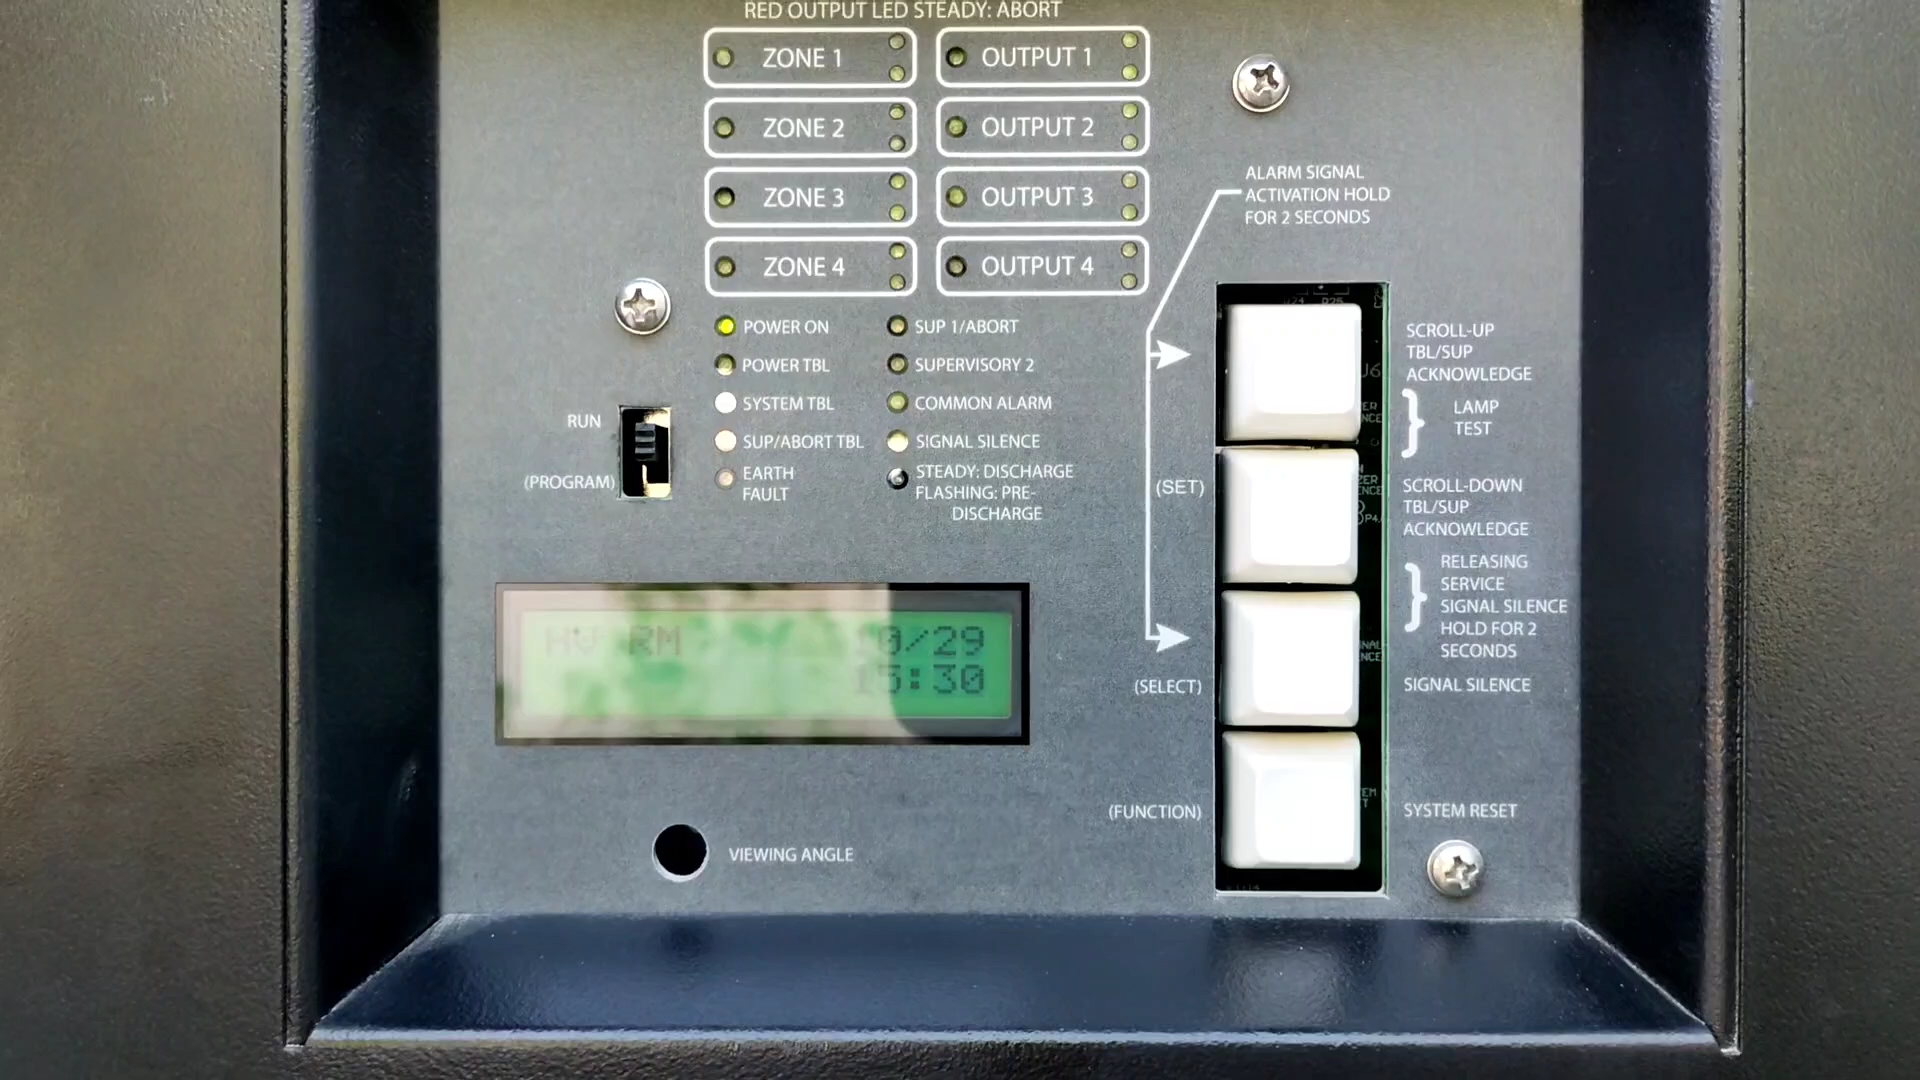 RED OUTPUT LED STEADY: ABORT
ZONE 1
OUTPUT 1
ZONE 2
OUTPUT 2
ZONE 3
OUTPUT 3
ZONE 4
OUTPUT 4
ALARM SIGNAL
ACTIVATION HOLD
FOR 2 SECONDS
POWER ON
POWER TBL
SYSTEM TBL
SUP/ABORT TBL
EARTH
FAULT
SUP 1/ABORT
SUPERVISORY 2
COMMON ALARM
SIGNAL SILENCE
STEADY: DISCHARGE
FLASHING: PRE-
DISCHARGE
RUN
(PROGRAM)
RM 10/29
:30
VIEWING ANGLE
(SET)
(SELECT)
(FUNCTION)
SCROLL-UP
TBL/SUP
ACKNOWLEDGE
LAMP
TEST
SCROLL-DOWN
TBL/SUP
ACKNOWLEDGE
RELEASING
SERVICE
SIGNAL SILENCE
HOLD FOR 2
SECONDS
SIGNAL SILENCE
SYSTEM RESET